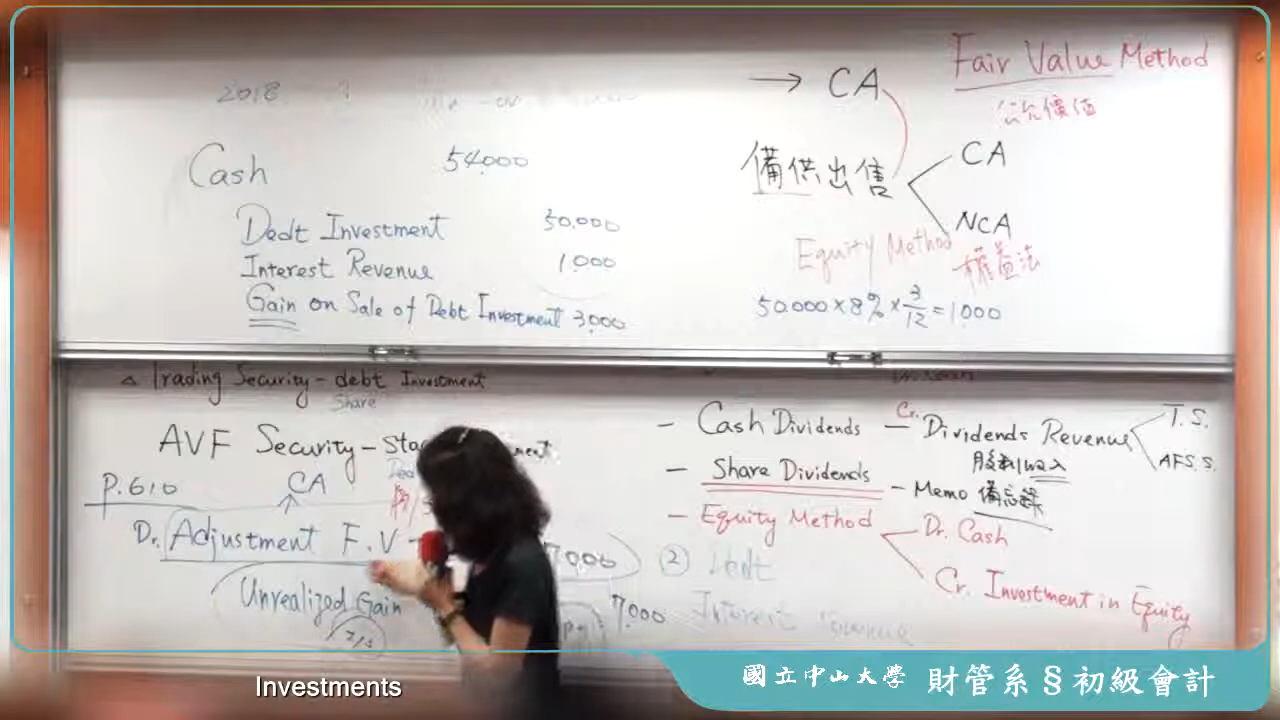 2018
Cash 54,000
Debt Investment 50,000
Interest Revenue 1,000
Gain on Sale of Debt Investment 3,000
→ CA
Fair Value Method
公允價值
備供出售
CA
NCA
Equity Method
權益法
50,000 × 8% × 3/12 = 1,000
△ Trading Security - debt Investment
Share
AVF Security -
P.610
CA
Dr. Adjustment F.V - 7,000
Unrealized Gain 7,000
- Cash Dividends - Cr. Dividends Revenue
T.S.
AFS.S.
股利收入
- Share Dividends - Memo 備忘錄
- Equity Method
Dr. Cash
Cr. Investment in Equity
② Debt
Interest Revenue
Investments
國立中山大學 財管系§初級會計